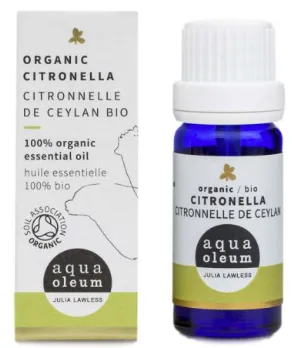 ORGANIC
CITRONELLA
CITRONNELLE
DE CEYLAN BIO
100% organic
essential oil
huile essentielle
100% bio
SOIL ASSOCIATION
ORGANIC
aqua
oleum
JULIA LAWLESS
organic / bio
CITRONELLA
CITRONNELLE DE CEYLAN
aqua
oleum
JULIA LAWLESS